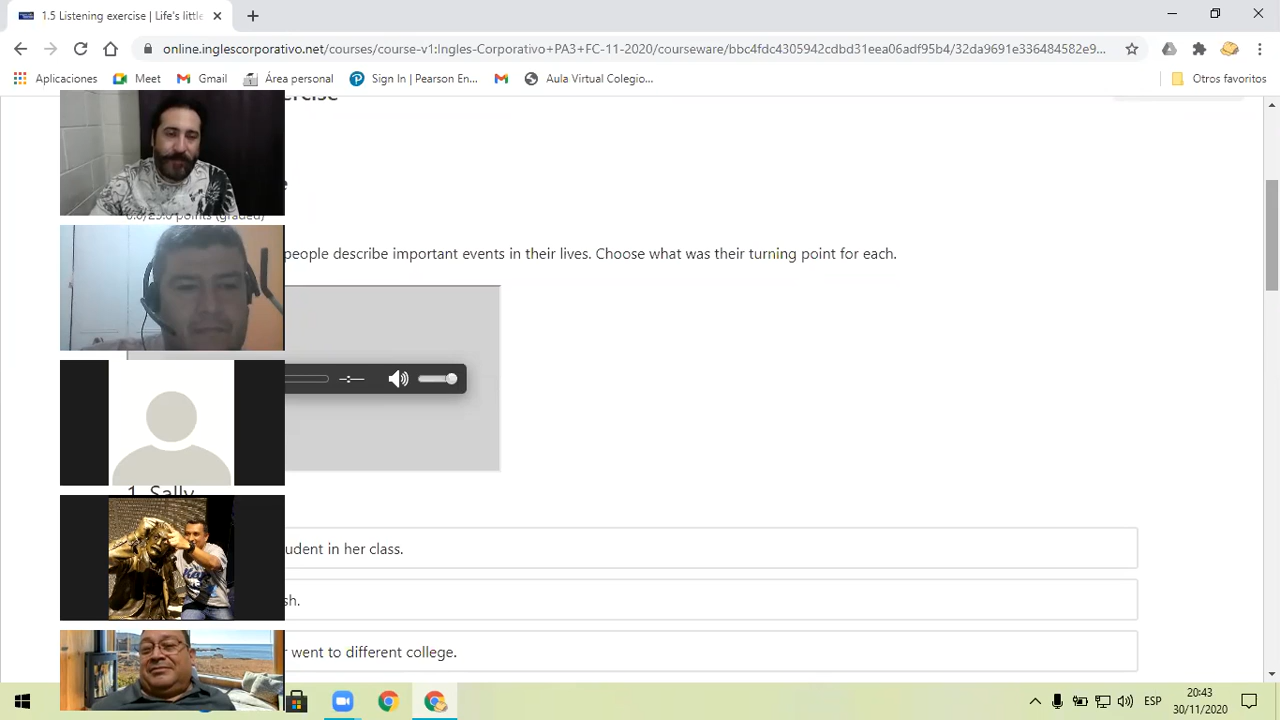 1.5 Listening exercise | Life's little
online.inglescorporativo.net/courses/course-v1:Ingles-Corporativo+PA3+FC-11-2020/courseware/
Aplicaciones Meet Gmail Área personal Sign In | Pearson En... Aula Virtual Colegio... Otros favoritos
people describe important events in their lives. Choose what was their turning point for each.
1. Sally
udent in her class.
sh.
r went to different college.
ESP
20:43
30/11/2020